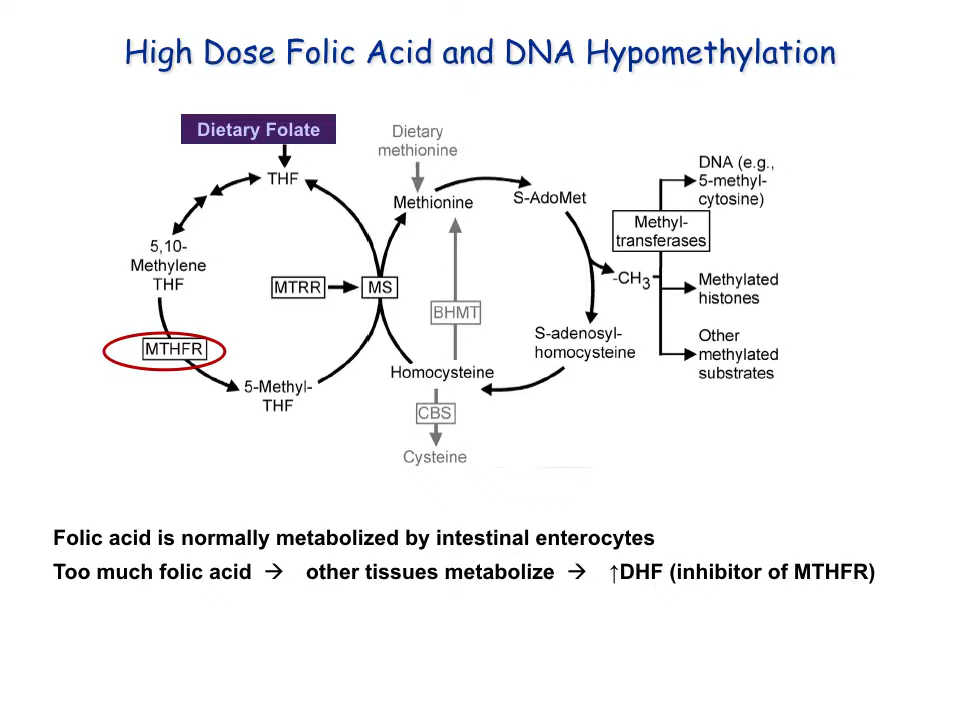 High Dose Folic Acid and DNA Hypomethylation
Dietary Folate
Dietary
methionine
THF
Methionine
S-AdoMet
DNA (e.g.,
5-methyl-
cytosine)
Methyl-
transferases
5,10-
Methylene
THF
MTRR
MS
-CH3
Methylated
histones
BHMT
MTHFR
S-adenosyl-
homocysteine
Other
methylated
substrates
Homocysteine
5-Methyl-
THF
CBS
Cysteine
Folic acid is normally metabolized by intestinal enterocytes
Too much folic acid → other tissues metabolize → ↑DHF (inhibitor of MTHFR)